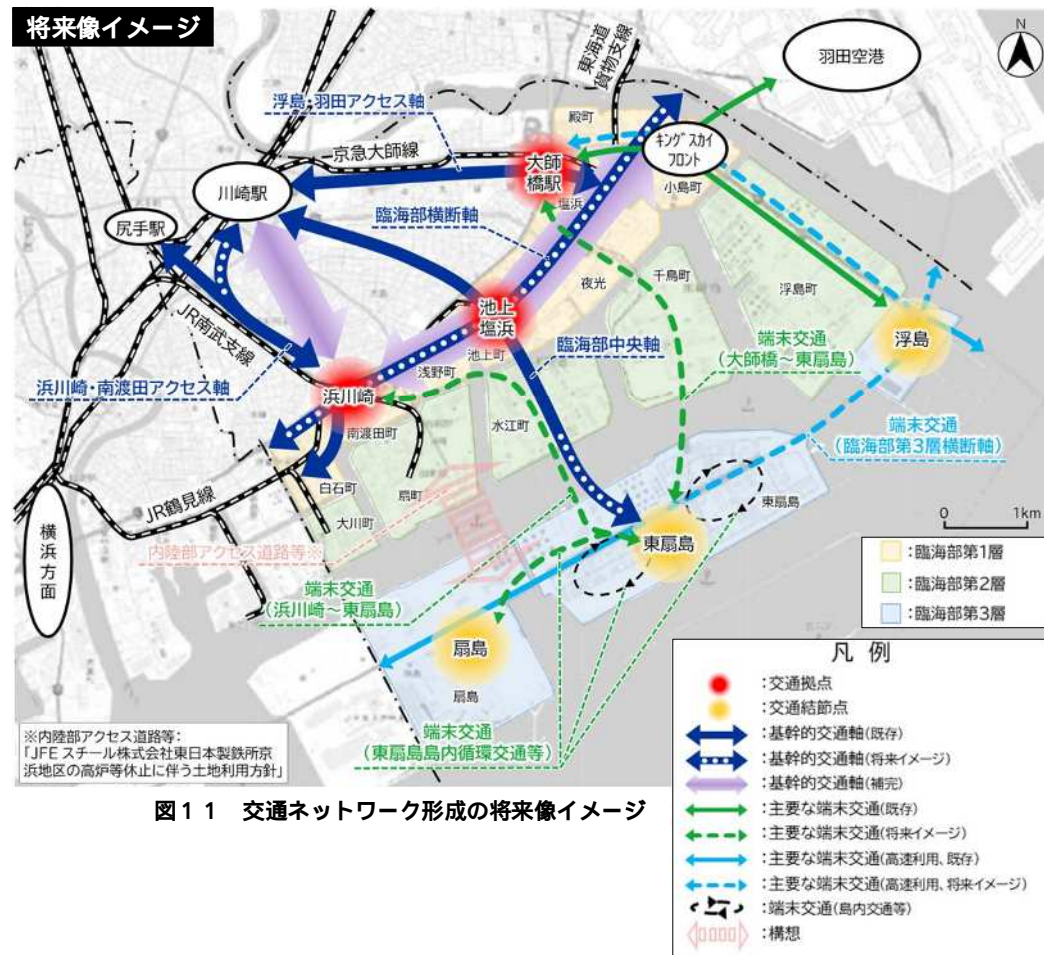 将来像イメージ
東海道
貨物支線
羽田空港
N
浮島・羽田アクセス軸
殿町
京急大師線
大師
橋駅
キングスカイ
フロント
川崎駅
小島町
塩浜
尻手駅
臨海部横断軸
夜光
千鳥町
浮島町
池上
塩浜
浮島
JR南武支線
池上町
臨海部中央軸
端末交通
(大師橋~東扇島)
浅野町
浜川崎・南渡田アクセス軸
浜川崎
水江町
南渡田町
端末交通
(臨海部第3層横断軸)
白石町
扇町
JR鶴見線
大川町
東扇島
内陸部アクセス道路等※
東扇島
横浜方面
0 1km
端末交通
(浜川崎~東扇島)
:臨海部第1層
:臨海部第2層
:臨海部第3層
扇島
扇島
端末交通
(東扇島島内循環交通等)
※内陸部アクセス道路等:
「JFE スチール株式会社東日本製鉄所京
浜地区の高炉等休止に伴う土地利用方針」
凡 例
:交通拠点
:交通結節点
:基幹的交通軸(既存)
:基幹的交通軸(将来イメージ)
:基幹的交通軸(補完)
:主要な端末交通(既存)
:主要な端末交通(将来イメージ)
:主要な端末交通(高速利用、既存)
:主要な端末交通(高速利用、将来イメージ)
:端末交通(島内交通等)
:構想
図11 交通ネットワーク形成の将来像イメージ